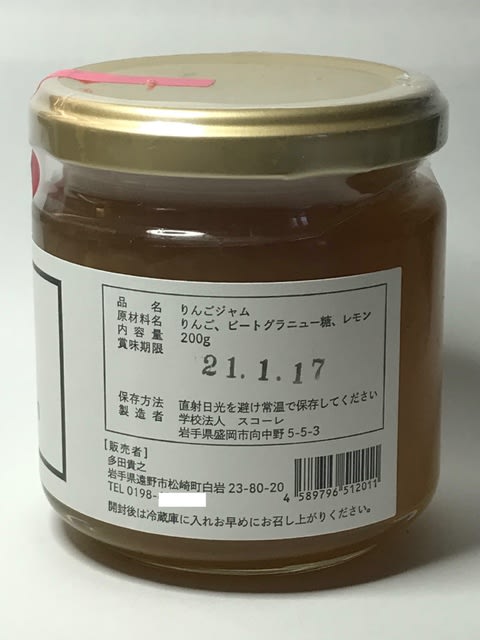 品名 りんごジャム
原材料名 りんご、ビートグラニュー糖、レモン
内容量 200g
賞味期限
21.1.17
保存方法 直射日光を避け常温で保存してください
製造者 学校法人 スコーレ
岩手県盛岡市向中野5-5-3
【販売者】
多田貴之
岩手県遠野市松崎町白岩23-80-20
TEL 0198-
4 589796 512011
開封後は冷蔵庫に入れお早めにお召し上がりください。